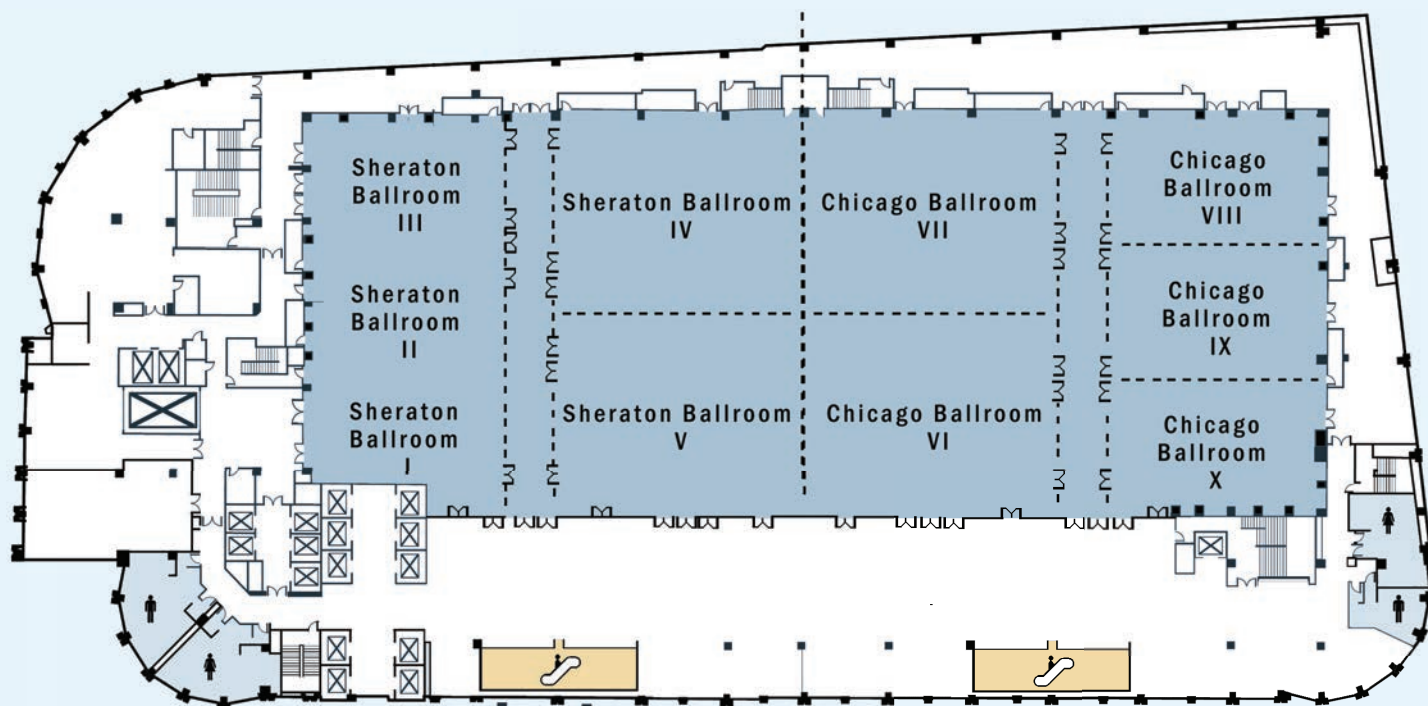 Sheraton
Ballroom
III
Sheraton Ballroom
IV
Chicago Ballroom
VII
Chicago
Ballroom
VIII
Sheraton
Ballroom
II
Chicago
Ballroom
IX
Sheraton
Ballroom
I
Sheraton Ballroom
V
Chicago Ballroom
VI
Chicago
Ballroom
X